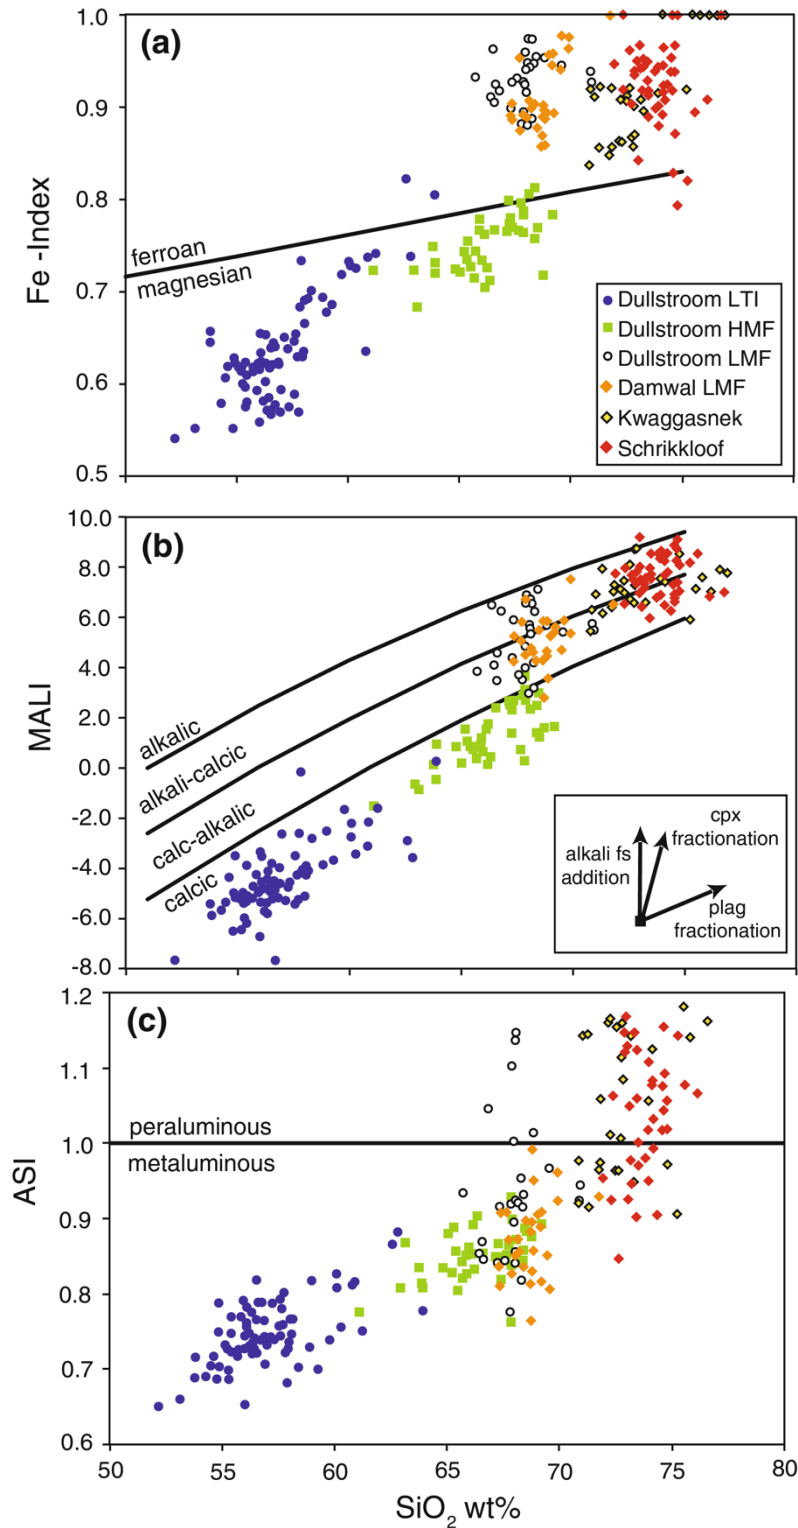 (a)
1.0
0.9
0.8
0.7
0.6
0.5
Fe -Index
ferroan
magnesian
Dullstroom LTI
Dullstroom HMF
Dullstroom LMF
Damwal LMF
Kwaggasnek
Schrikkloof
(b)
10.0
8.0
6.0
4.0
2.0
0.0
-2.0
-4.0
-6.0
-8.0
MALI
alkalic
alkali-calcic
calc-alkalic
calcic
cpx
fractionation
alkali fs
addition
plag
fractionation
(c)
1.2
1.1
1.0
0.9
0.8
0.7
0.6
ASI
peraluminous
metaluminous
50
55
60
65
70
75
80
SiO₂ wt%